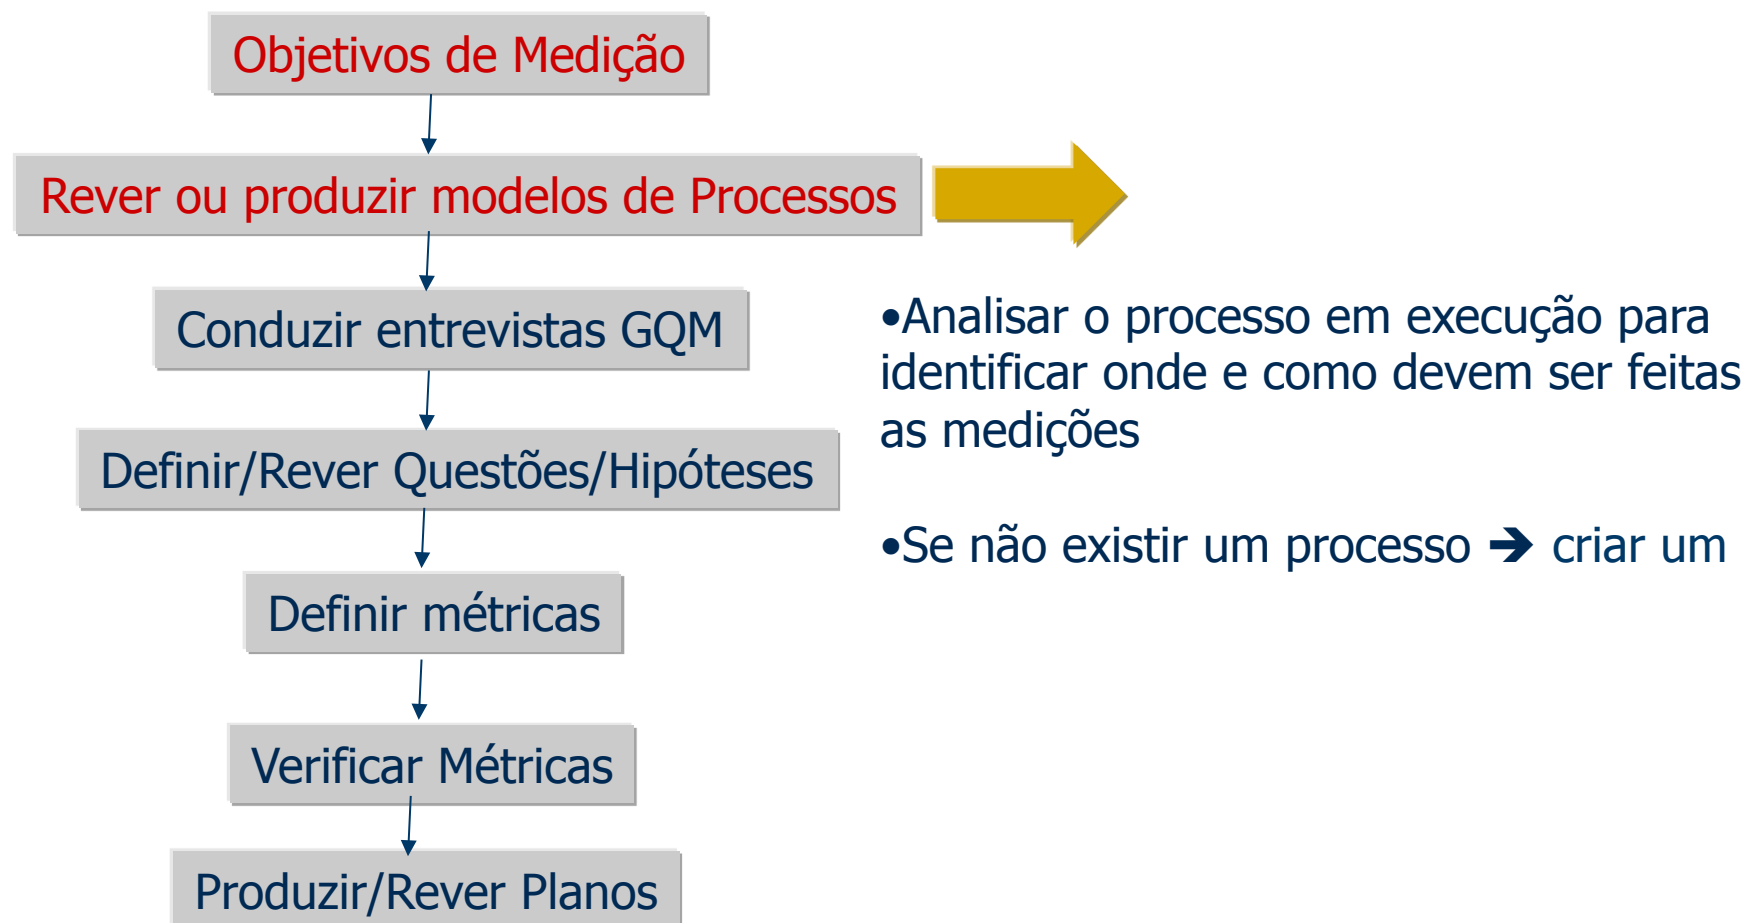 Objetivos de Medição
Rever ou produzir modelos de Processos
Conduzir entrevistas GQM
Definir/Rever Questões/Hipóteses
Definir métricas
Verificar Métricas
Produzir/Rever Planos
•Analisar o processo em execução para
identificar onde e como devem ser feitas
as medições
•Se não existir um processo ➔ criar um